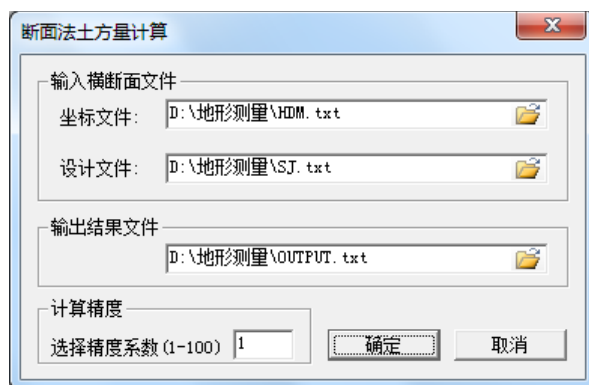 断面法土方量计算
输入横断面文件
坐标文件: D:\地形测量\HDM.txt
设计文件: D:\地形测量\SJ.txt
输出结果文件
D:\地形测量\OUTPUT.txt
计算精度
选择精度系数(1-100) 1 确定 取消